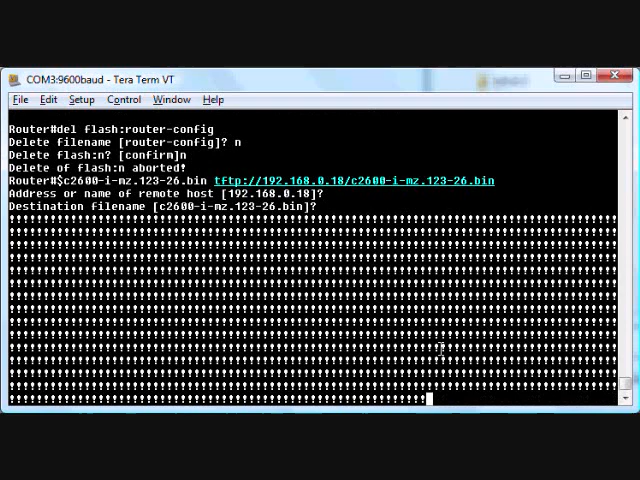 COM3:9600baud - Tera Term VT
File Edit Setup Control Window Help
Router#del flash:router-config
Delete filename [router-config]? n
Delete flash:n? [confirm]n
Delete of flash:n aborted!
Router#$c2600-i-mz.123-26.bin tftp://192.168.0.18/c2600-i-mz.123-26.bin
Address or name of remote host [192.168.0.18]?
Destination filename [c2600-i-mz.123-26.bin]?
!!!!!!!!!!!!!!!!!!!!!!!!!!!!!!!!!!!!!!!!!!!!!!!!!!!!!!!!!!!!!!!!!!!!!!!!!!!!!!!!
!!!!!!!!!!!!!!!!!!!!!!!!!!!!!!!!!!!!!!!!!!!!!!!!!!!!!!!!!!!!!!!!!!!!!!!!!!!!!!!!
!!!!!!!!!!!!!!!!!!!!!!!!!!!!!!!!!!!!!!!!!!!!!!!!!!!!!!!!!!!!!!!!!!!!!!!!!!!!!!!!
!!!!!!!!!!!!!!!!!!!!!!!!!!!!!!!!!!!!!!!!!!!!!!!!!!!!!!!!!!!!!!!!!!!!!!!!!!!!!!!!
!!!!!!!!!!!!!!!!!!!!!!!!!!!!!!!!!!!!!!!!!!!!!!!!!!!!!!!!!!!!!!!!!!!!!!!!!!!!!!!!
!!!!!!!!!!!!!!!!!!!!!!!!!!!!!!!!!!!!!!!!!!!!!!!!!!!!!!!!!!!!!!!!!!!!!!!!!!!!!!!!
!!!!!!!!!!!!!!!!!!!!!!!!!!!!!!!!!!!!!!!!!!!!!!!!!!!!!!!!!!!!!!!!!!!!!!!!!!!!!!!!
!!!!!!!!!!!!!!!!!!!!!!!!!!!!!!!!!!!!!!!!!!!!!!!!!!!!!!!!!!!!!!!!!!!!!!!!!!!!!!!!
!!!!!!!!!!!!!!!!!!!!!!!!!!!!!!!!!!!!!!!!!!!!!!!!!!!!!!!!!!!!!!!!!!!!!!!!!!!!!!!!
!!!!!!!!!!!!!!!!!!!!!!!!!!!!!!!!!!!!!!!!!!!!!!!!!!!!!!!!!!!!!!!!!!!!!!!!!!!!!!!!
!!!!!!!!!!!!!!!!!!!!!!!!!!!!!!!!!!!!!!!!!!!!!!!!!!!!!!!!!!!!!!!!!!!!!!!!!!!!!!!!
!!!!!!!!!!!!!!!!!!!!!!!!!!!!!!!!!!!!!!!!!!!!!!!!!!!!!!!!!!!!!!!!!!!!!!!!!!!!!!!!
!!!!!!!!!!!!!!!!!!!!!!!!!!!!!!!!!!!!!!!!!!!!!!!!!!!!!!!!!!!!!!!!!!!!!!!!!!!!!!!!
!!!!!!!!!!!!!!!!!!!!!!!!!!!!!!!!!!!!!!!!!!!!!!!!!!!!!!!!!!!!!!!!!!!!!!!!!!!!!!!!
!!!!!!!!!!!!!!!!!!!!!!!!!!!!!!!!!!!!!!!!!!!!!!!!!!!!!!!